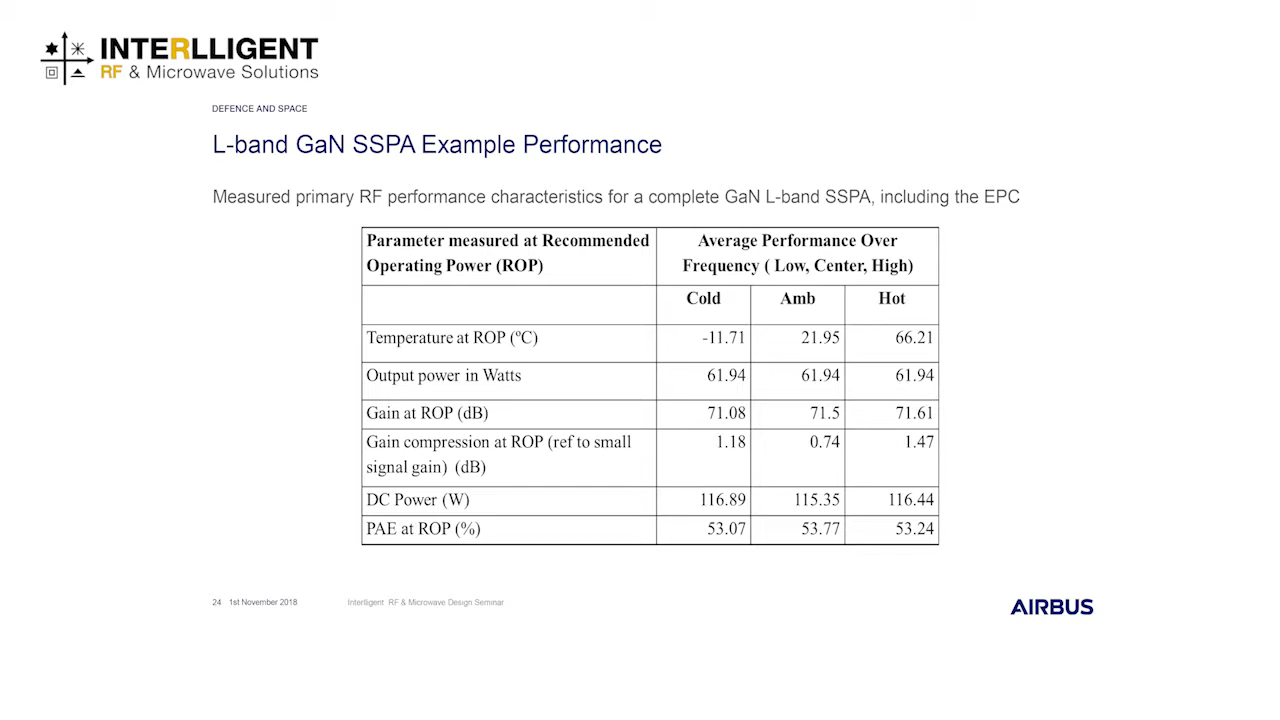 INTERLLIGENT
RF & Microwave Solutions
DEFENCE AND SPACE
L-band GaN SSPA Example Performance
Measured primary RF performance characteristics for a complete GaN L-band SSPA, including the EPC
Parameter measured at Recommended Operating Power (ROP) Average Performance Over Frequency ( Low, Center, High)
Cold Amb Hot
Temperature at ROP (ºC) -11.71 21.95 66.21
Output power in Watts 61.94 61.94 61.94
Gain at ROP (dB) 71.08 71.5 71.61
Gain compression at ROP (ref to small signal gain) (dB) 1.18 0.74 1.47
DC Power (W) 116.89 115.35 116.44
PAE at ROP (%) 53.07 53.77 53.24
24 1st November 2018 Interlligent RF & Microwave Design Seminar
AIRBUS